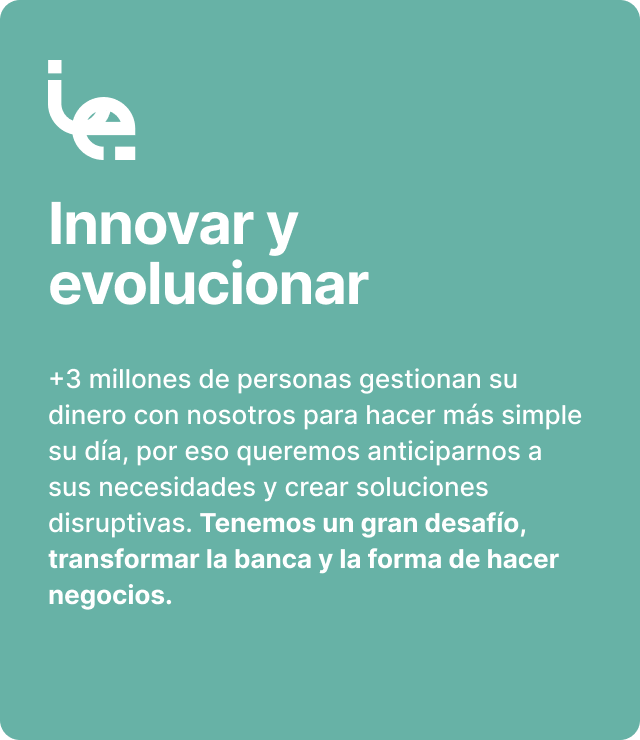 ie
Innovar y
evolucionar
+3 millones de personas gestionan su
dinero con nosotros para hacer más simple
su día, por eso queremos anticiparnos a
sus necesidades y crear soluciones
disruptivas. Tenemos un gran desafío,
transformar la banca y la forma de hacer
negocios.